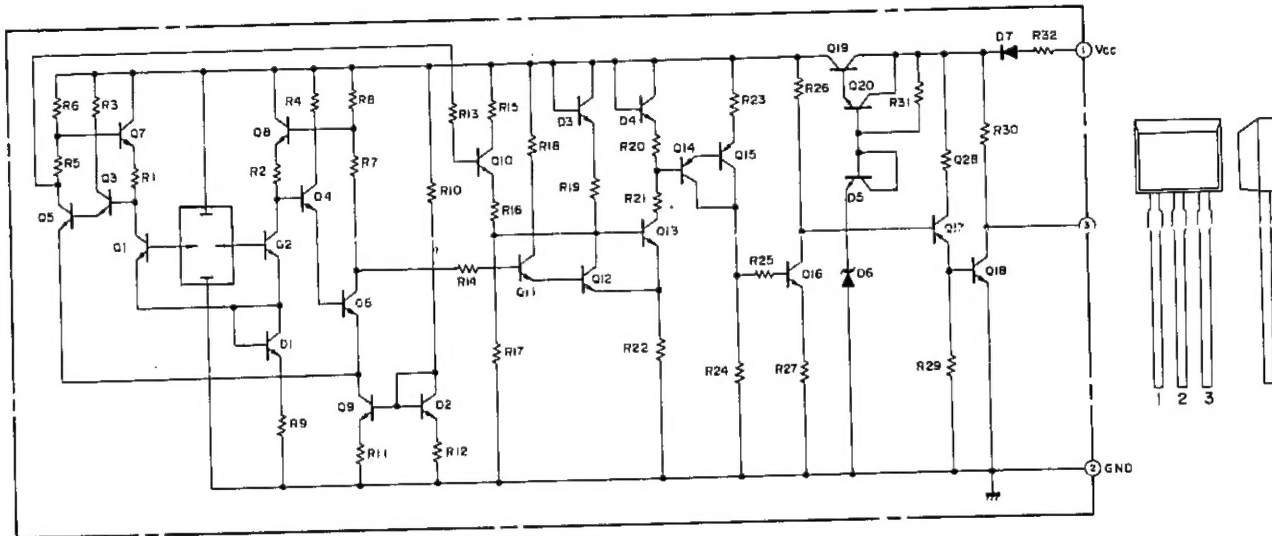 D7
R32
1
Vcc
Q19
R6
R3
R4
R8
R13
R15
D3
D4
R23
R26
Q20
R31
R30
Q7
Q8
Q10
R18
R20
Q14
Q15
R5
Q3
R1
R2
R7
Q4
R10
R19
R21
D5
Q28
Q5
Q1
Q2
R16
Q13
Q17
3
R14
Q11
Q12
R25
Q16
D6
Q18
Q6
D1
R17
R22
R24
R27
R29
Q9
D2
R9
R11
R12
2
GND
1 2 3